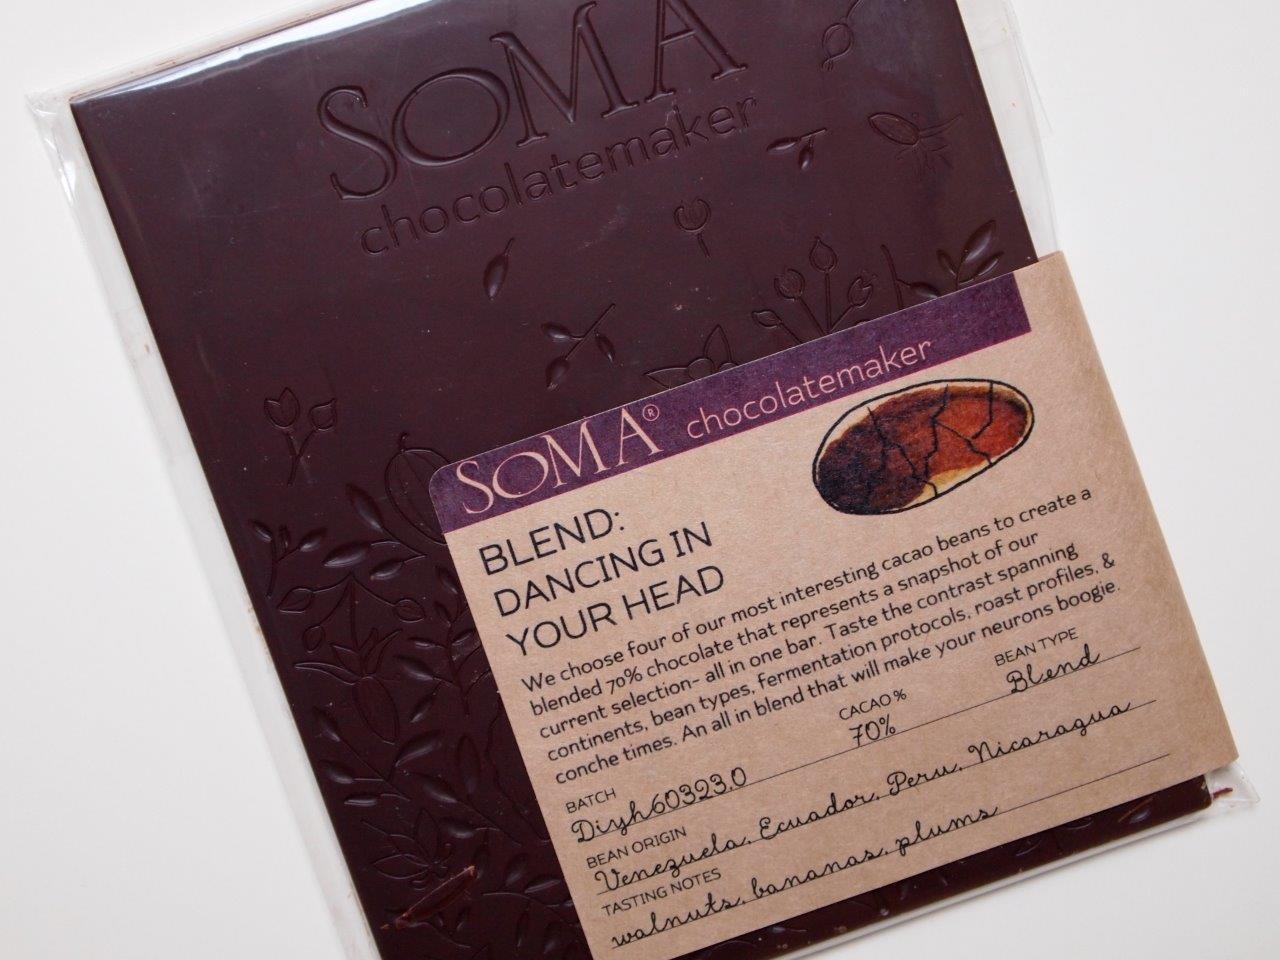 SOMA
chocolatemaker
SOMA® chocolatemaker
BLEND:
DANCING IN
YOUR HEAD
We choose four of our most interesting cacao beans to create a
blended 70% chocolate that represents a snapshot of our
current selection- all in one bar. Taste the contrast spanning
continents, bean types, fermentation protocols, roast profiles, &
conche times. An all in blend that will make your neurons boogie.
BATCH CACAO % BEAN TYPE
Diyh60323.0 70% Blend
BEAN ORIGIN
Venezuela, Ecuador, Peru, Nicaragua
TASTING NOTES
walnuts, bananas, plums